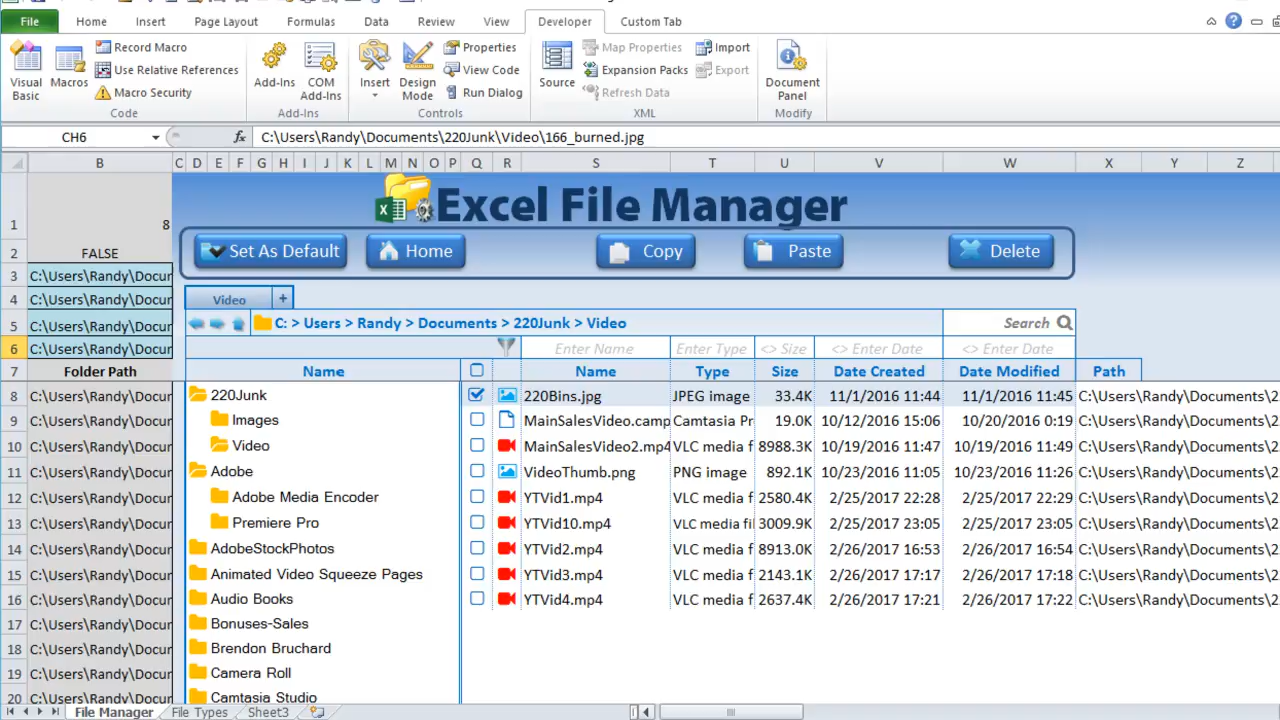 File Home Insert Page Layout Formulas Data Review View Developer Custom Tab
Visual Basic
Macros
Record Macro
Use Relative References
Macro Security
Code
Add-Ins
COM Add-Ins
Add-Ins
Insert
Design Mode
Properties
View Code
Run Dialog
Controls
Source
Map Properties
Expansion Packs
Refresh Data
Import
Export
XML
Document Panel
Modify
CH6 fx C:\Users\Randy\Documents\220Junk\Video\166_burned.jpg
B C D E F G H I J K L M N O P Q R S T U V W X Y Z
Excel File Manager
1 8
Set As Default Home Copy Paste Delete
2 FALSE
3 C:\Users\Randy\Docur
4 C:\Users\Randy\Docur Video +
5 C:\Users\Randy\Docur C: > Users > Randy > Documents > 220Junk > Video Search
6 C:\Users\Randy\Docur Enter Name Enter Type <> Size <> Enter Date <> Enter Date
7 Folder Path Name Name Type Size Date Created Date Modified Path
8 C:\Users\Randy\Docur 220Junk 220Bins.jpg JPEG image 33.4K 11/1/2016 11:44 11/1/2016 11:45 C:\Users\Randy\Documents\2
9 C:\Users\Randy\Docur Images MainSalesVideo.camp Camtasia Pr 19.0K 10/12/2016 15:06 10/20/2016 0:19 C:\Users\Randy\Documents\2
10 C:\Users\Randy\Docur Video MainSalesVideo2.mp4 VLC media f 8988.3K 10/19/2016 11:47 10/19/2016 11:49 C:\Users\Randy\Documents\2
11 C:\Users\Randy\Docur Adobe VideoThumb.png PNG image 892.1K 10/23/2016 11:05 10/23/2016 11:26 C:\Users\Randy\Documents\2
12 C:\Users\Randy\Docur Adobe Media Encoder YTVid1.mp4 VLC media f 2580.4K 2/25/2017 22:28 2/25/2017 22:29 C:\Users\Randy\Documents\2
13 C:\Users\Randy\Docur Premiere Pro YTVid10.mp4 VLC media fi 3009.9K 2/25/2017 23:05 2/25/2017 23:05 C:\Users\Randy\Documents\2
14 C:\Users\Randy\Docur AdobeStockPhotos YTVid2.mp4 VLC media f 8913.0K 2/26/2017 16:53 2/26/2017 16:54 C:\Users\Randy\Documents\2
15 C:\Users\Randy\Docur Animated Video Squeeze Pages YTVid3.mp4 VLC media f 2143.1K 2/26/2017 17:17 2/26/2017 17:18 C:\Users\Randy\Documents\2
16 C:\Users\Randy\Docur Audio Books YTVid4.mp4 VLC media f 2637.4K 2/26/2017 17:21 2/26/2017 17:22 C:\Users\Randy\Documents\2
17 C:\Users\Randy\Docur Bonuses-Sales
18 C:\Users\Randy\Docur Brendon Bruchard
19 C:\Users\Randy\Docur Camera Roll
20 C:\Users\Randy\Docur Camtasia Studio
File Manager File Types Sheet3